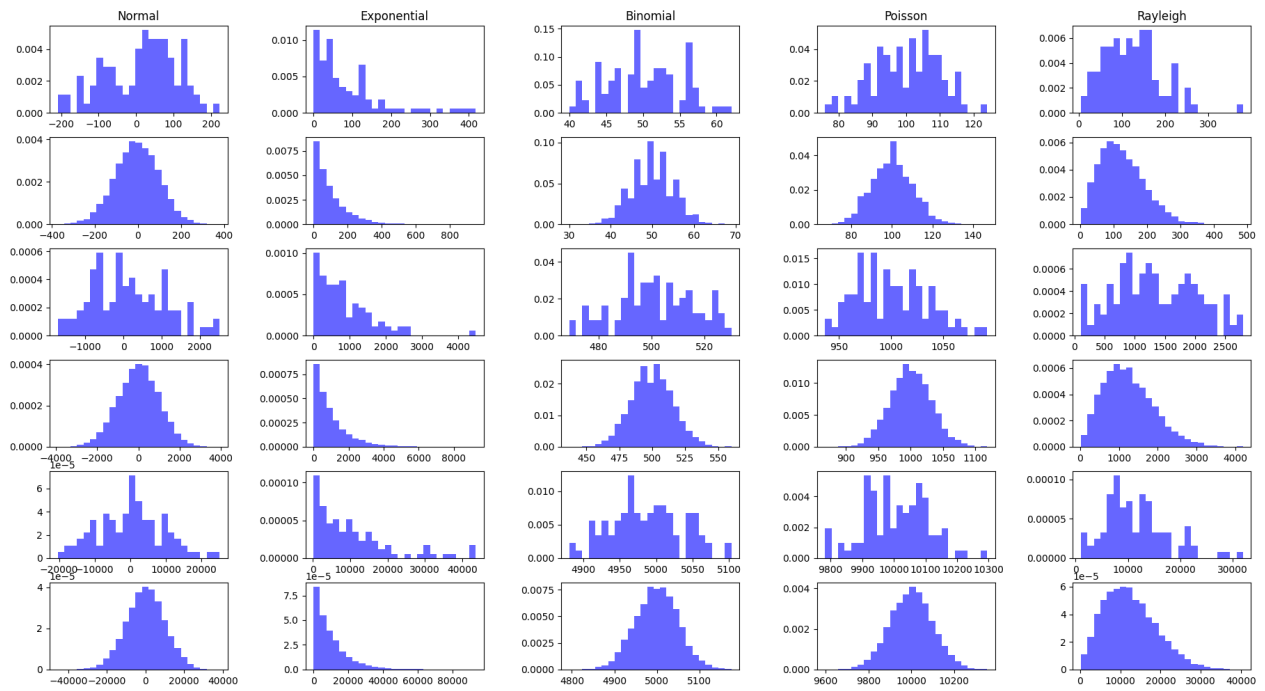 Normal Exponential Binomial Poisson Rayleigh
0.004 0.010 0.15 0.04 0.006
0.002 0.005 0.10 0.02 0.004
0.000 0.000 0.05 0.00 0.002
0.00 0.000
−200 −100 0 100 200 0 100 200 300 400 40 45 50 55 60 80 90 100 110 120 0 100 200 300
0.004 0.0075 0.10 0.04 0.006
0.002 0.0050 0.05 0.02 0.004
0.000 0.0025 0.00 0.00 0.002
0.0000 0.000
−400 −200 0 200 400 0 200 400 600 800 30 40 50 60 70 80 100 120 140 0 100 200 300 400 500
0.0006 0.0010 0.04 0.015 0.0006
0.0004 0.0005 0.02 0.010 0.0004
0.0002 0.0000 0.00 0.005 0.0002
0.0000 0.000 0.0000
−1000 0 1000 2000 0 1000 2000 3000 4000 480 500 520 950 1000 1050 0 500 1000 1500 2000 2500
0.0004 0.00075 0.02 0.010 0.0006
0.0002 0.00050 0.01 0.005 0.0004
0.0000 0.00025 0.00 0.000 0.0002
0.00000 0.0000
−4000 −2000 0 2000 4000 0 2000 4000 6000 8000 450 475 500 525 550 900 950 1000 1050 1100 0 1000 2000 3000 4000
1e−5
6 0.00010 0.010 0.004 0.00010
4 0.00005 0.005 0.002 0.00005
2 0.00000 0.000 0.000 0.00000
0
−20000 −10000 0 10000 20000 0 10000 20000 30000 40000 4900 4950 5000 5050 5100 9800 9900 10000 10100 10200 10300 0 10000 20000 30000
1e−5 1e−5 1e−5
4 7.5 0.0075 0.004 6
2 5.0 0.0050 0.002 4
0 2.5 0.0025 0.000 2
0.0 0.0000 0
−40000 −20000 0 20000 40000 0 20000 40000 60000 80000 4800 4900 5000 5100 9600 9800 10000 10200 0 10000 20000 30000 40000